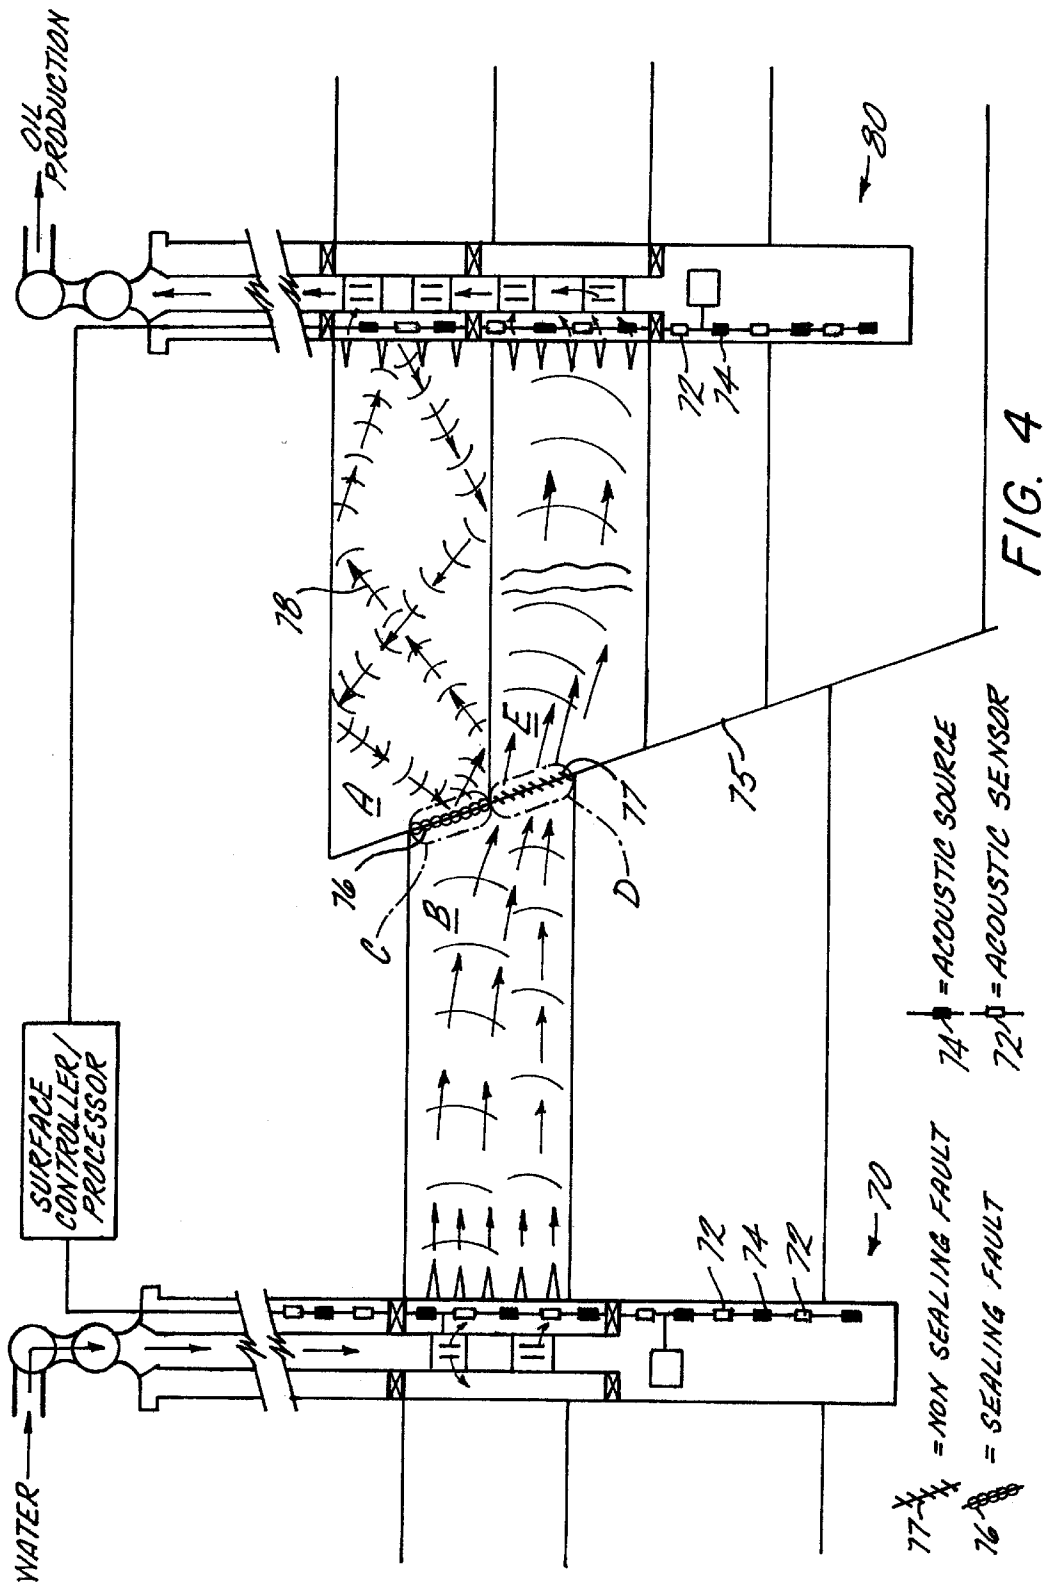 WATER
SURFACE
CONTROLLER/
PROCESSOR
OIL
PRODUCTION
78
A
76
C
B
E
D
77
75
72
74
72
70
72
74
80
77 = NON SEALING FAULT
76 = SEALING FAULT
74 = ACOUSTIC SOURCE
72 = ACOUSTIC SENSOR
FIG. 4